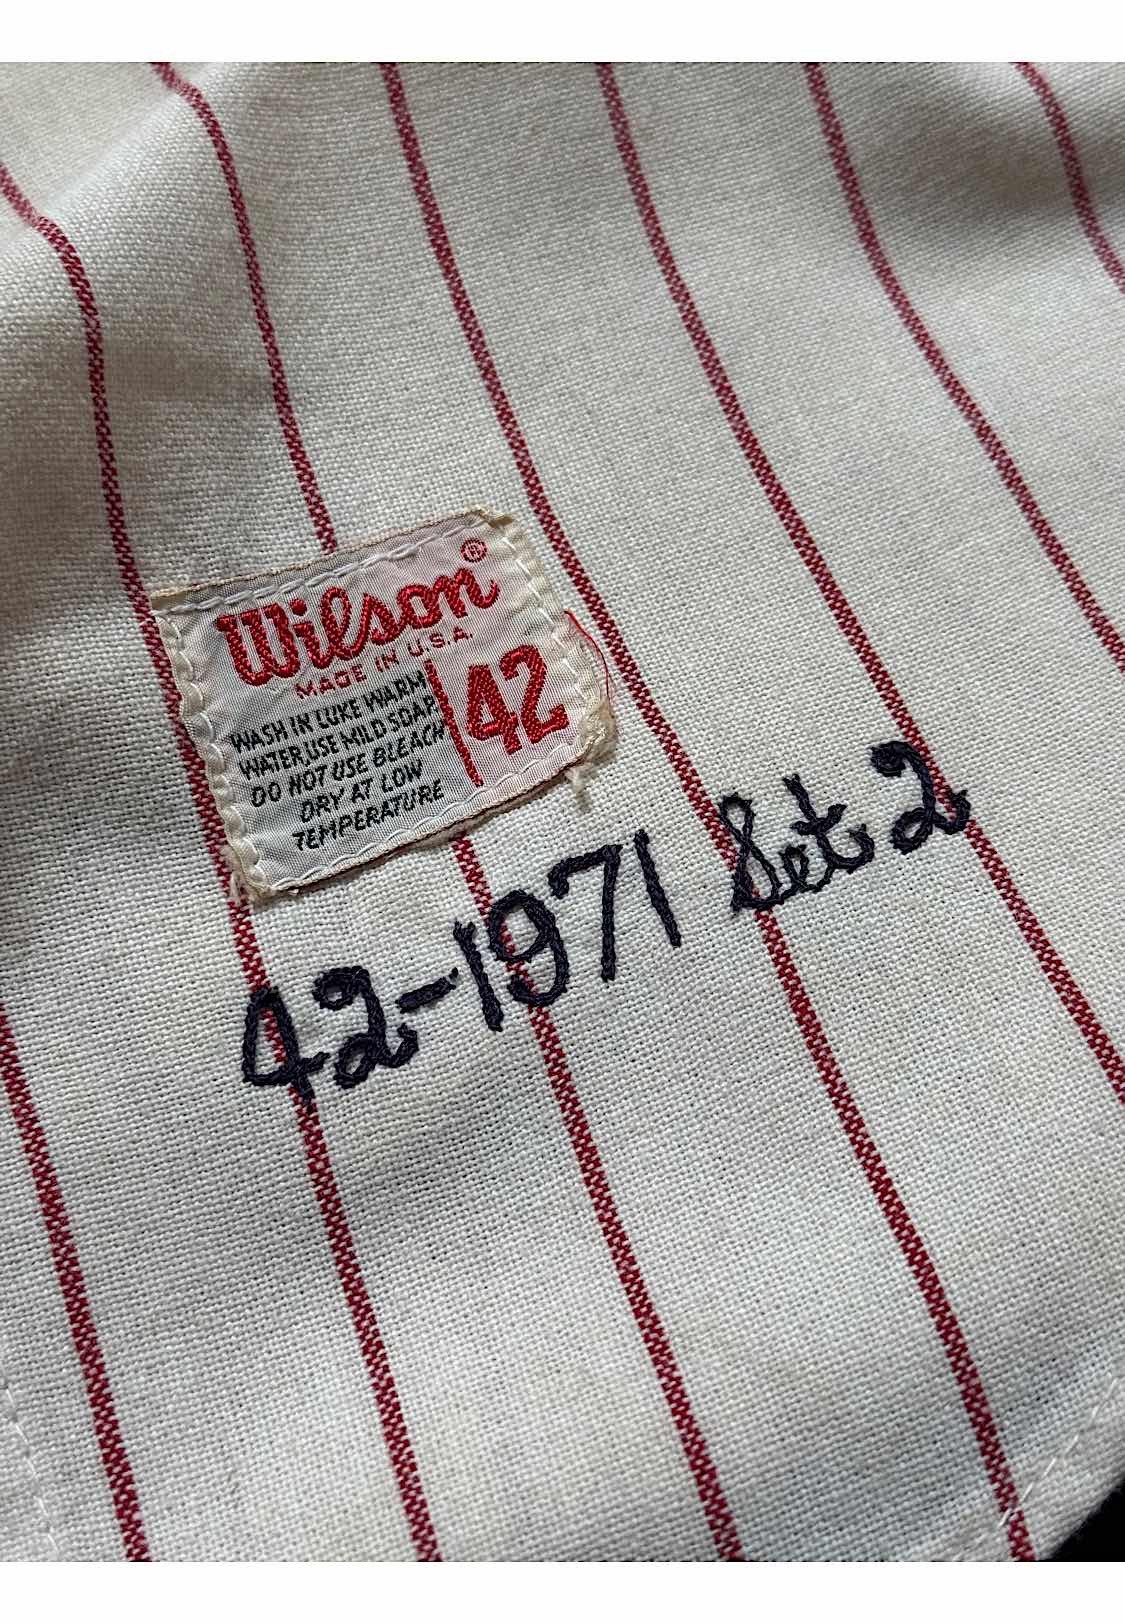 Wilson®
MADE IN U.S.A.
WASH IN LUKE WARM
WATER,USE MILD SOAP
DO NOT USE BLEACH
DRY AT LOW
TEMPERATURE
42
42-1971 Set 2